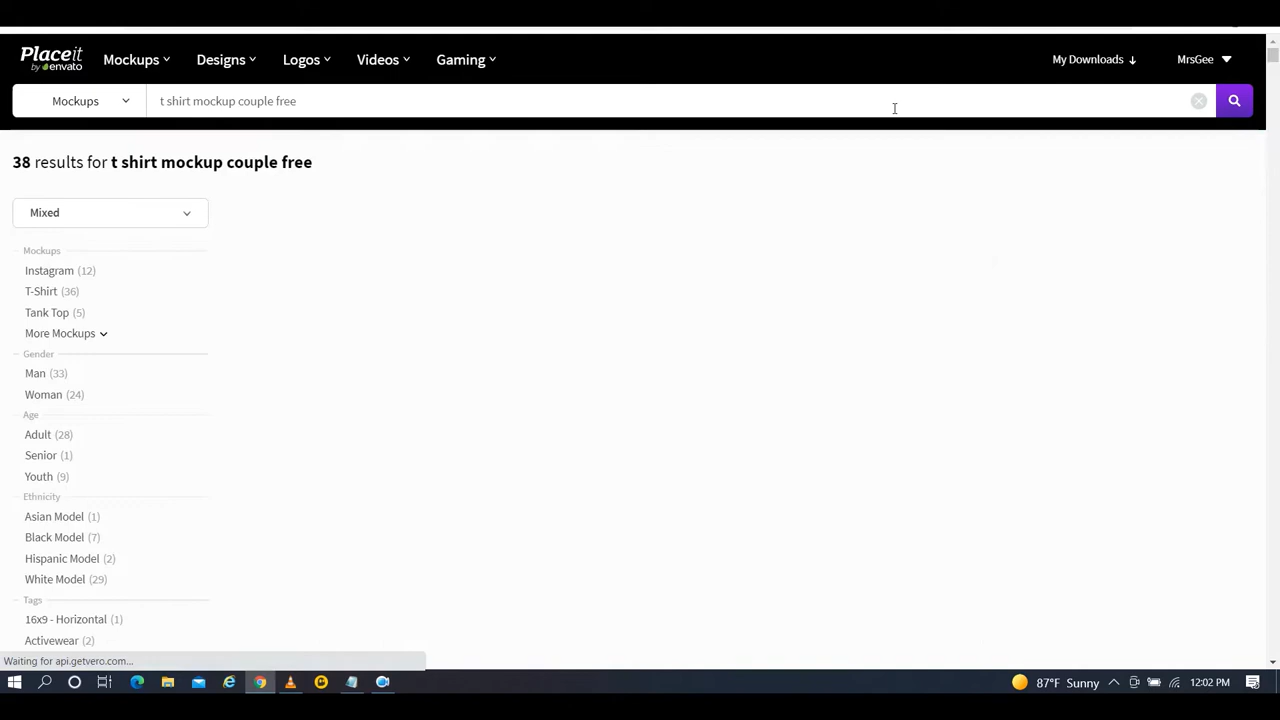 Placeit
by envato
Mockups Designs Logos Videos Gaming My Downloads MrsGee
Mockups t shirt mockup couple free
38 results for t shirt mockup couple free
Mixed
Mockups
Instagram (12)
T-Shirt (36)
Tank Top (5)
More Mockups
Gender
Man (33)
Woman (24)
Age
Adult (28)
Senior (1)
Youth (9)
Ethnicity
Asian Model (1)
Black Model (7)
Hispanic Model (2)
White Model (29)
Tags
16x9 - Horizontal (1)
Activewear (2)
Waiting for api.getvero.com...
87°F Sunny 12:02 PM